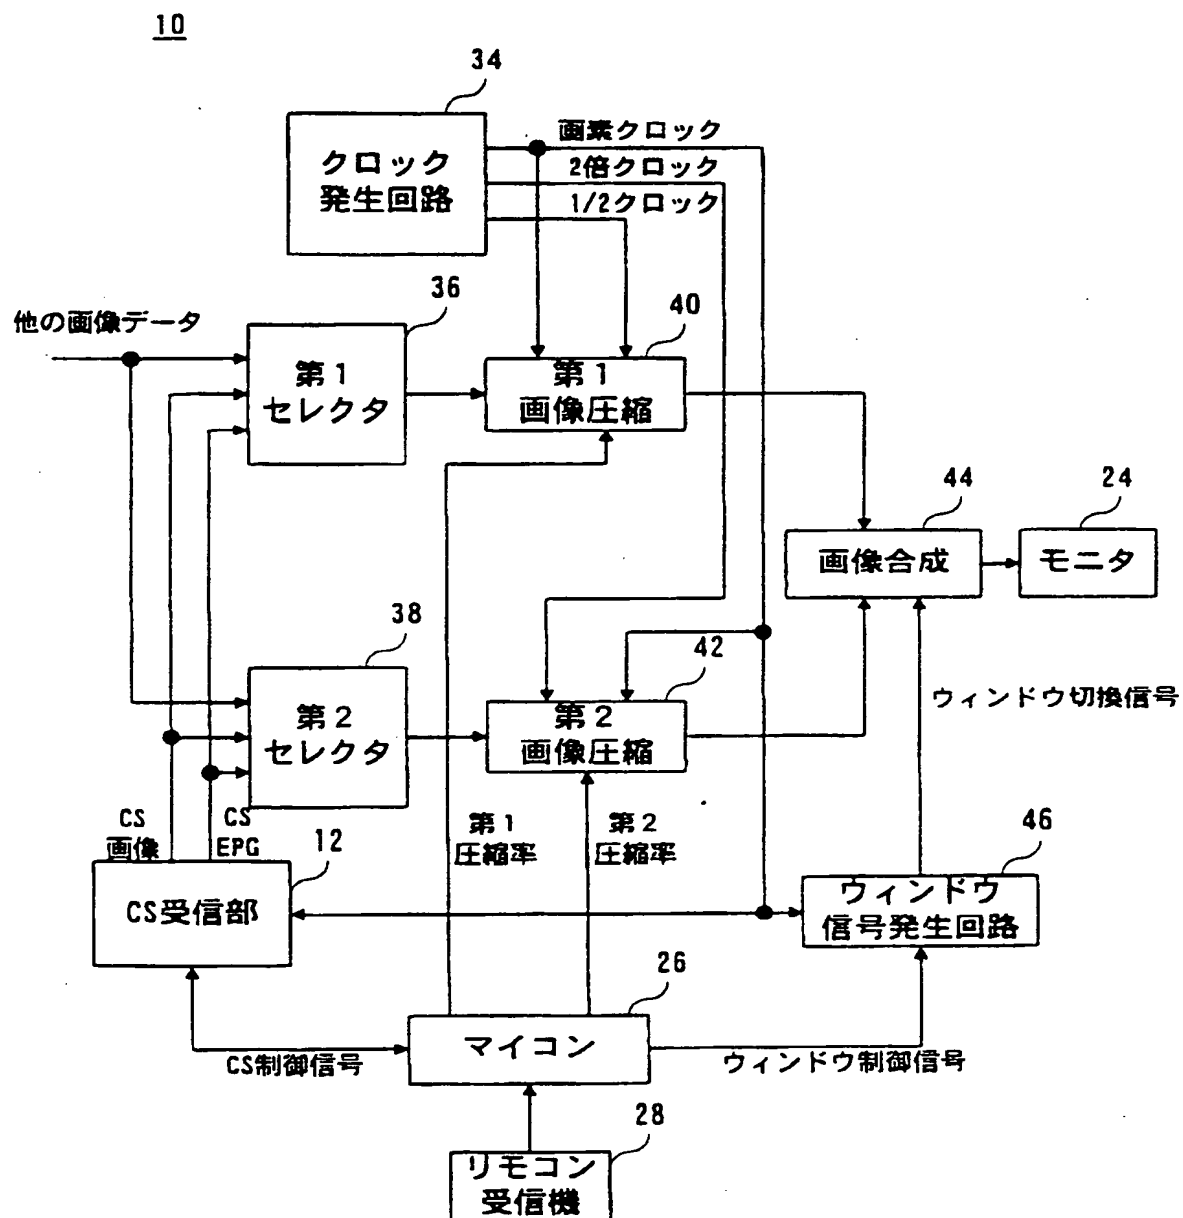 10
34
クロック
発生回路
画素クロック
2倍クロック
1/2クロック
他の画像データ
36
第1
セレクタ
40
第1
画像圧縮
44
画像合成
24
モニタ
38
第2
セレクタ
42
第2
画像圧縮
ウィンドウ切換信号
CS
画像
CS
EPG
12
CS受信部
第1
圧縮率
第2
圧縮率
46
ウィンドウ
信号発生回路
26
マイコン
CS制御信号
ウィンドウ制御信号
28
リモコン
受信機